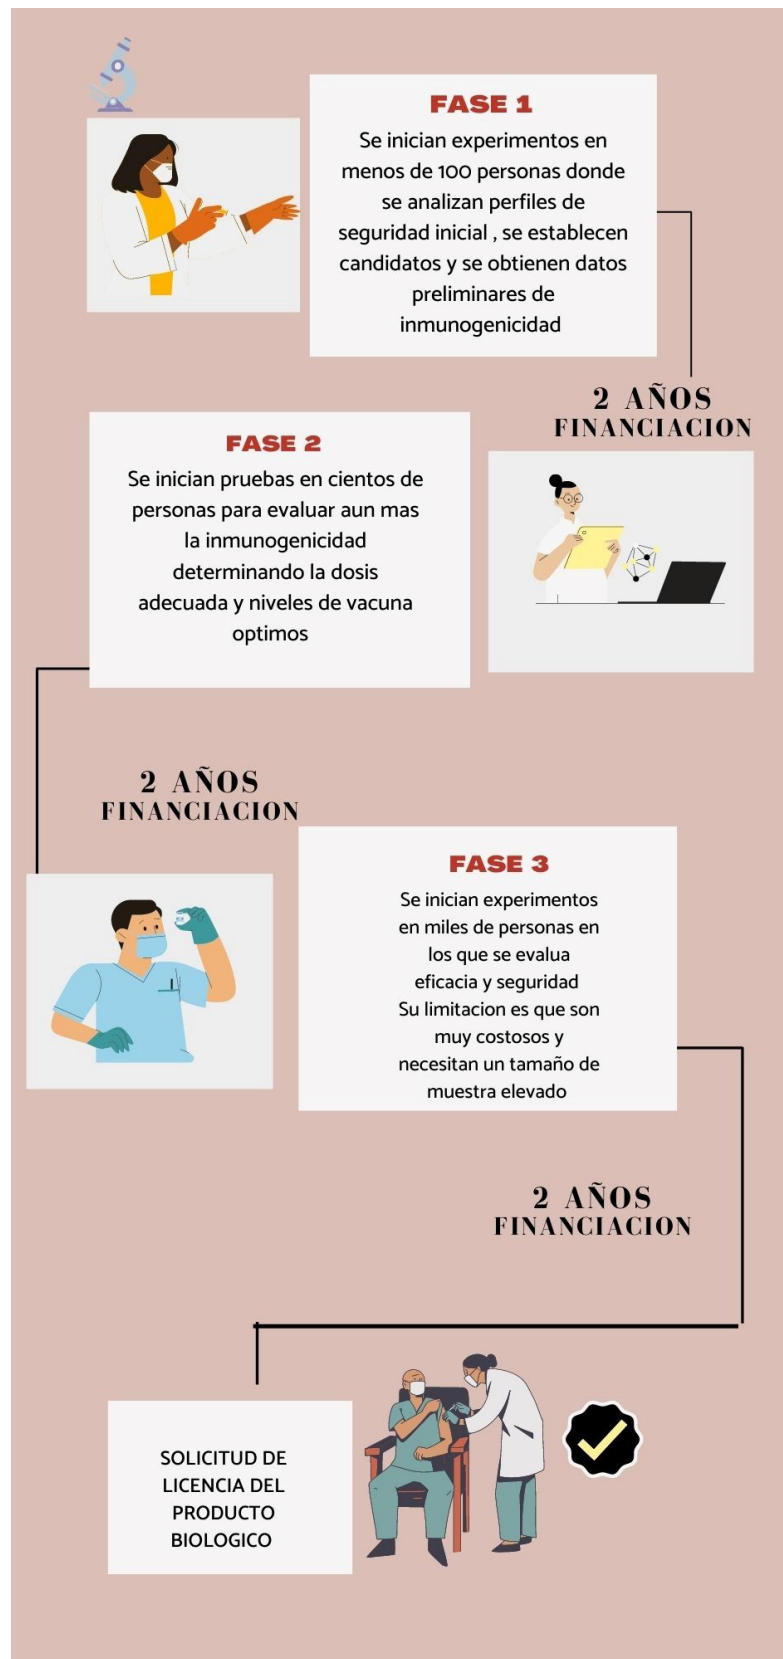 FASE 1
Se inician experimentos en
menos de 100 personas donde
se analizan perfiles de
seguridad inicial , se establecen
candidatos y se obtienen datos
preliminares de
inmunogenicidad
2 AÑOS
FINANCIACION
FASE 2
Se inician pruebas en cientos de
personas para evaluar aun mas
la inmunogenicidad
determinando la dosis
adecuada y niveles de vacuna
optimos
2 AÑOS
FINANCIACION
FASE 3
Se inician experimentos
en miles de personas en
los que se evalua
eficacia y seguridad
Su limitacion es que son
muy costosos y
necesitan un tamaño de
muestra elevado
2 AÑOS
FINANCIACION
SOLICITUD DE
LICENCIA DEL
PRODUCTO
BIOLOGICO